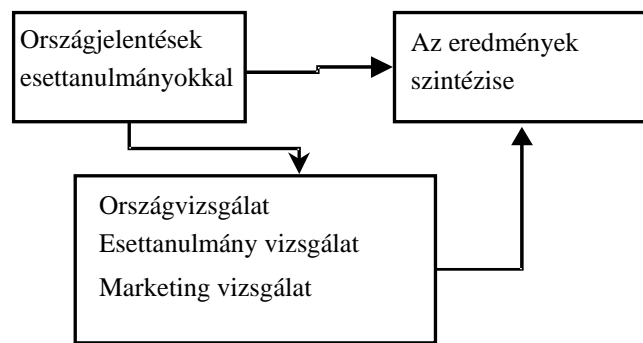 Országjelentések
esettanulmányokkal
Az eredmények
szintézise
Országvizsgálat
Esettanulmány vizsgálat
Marketing vizsgálat